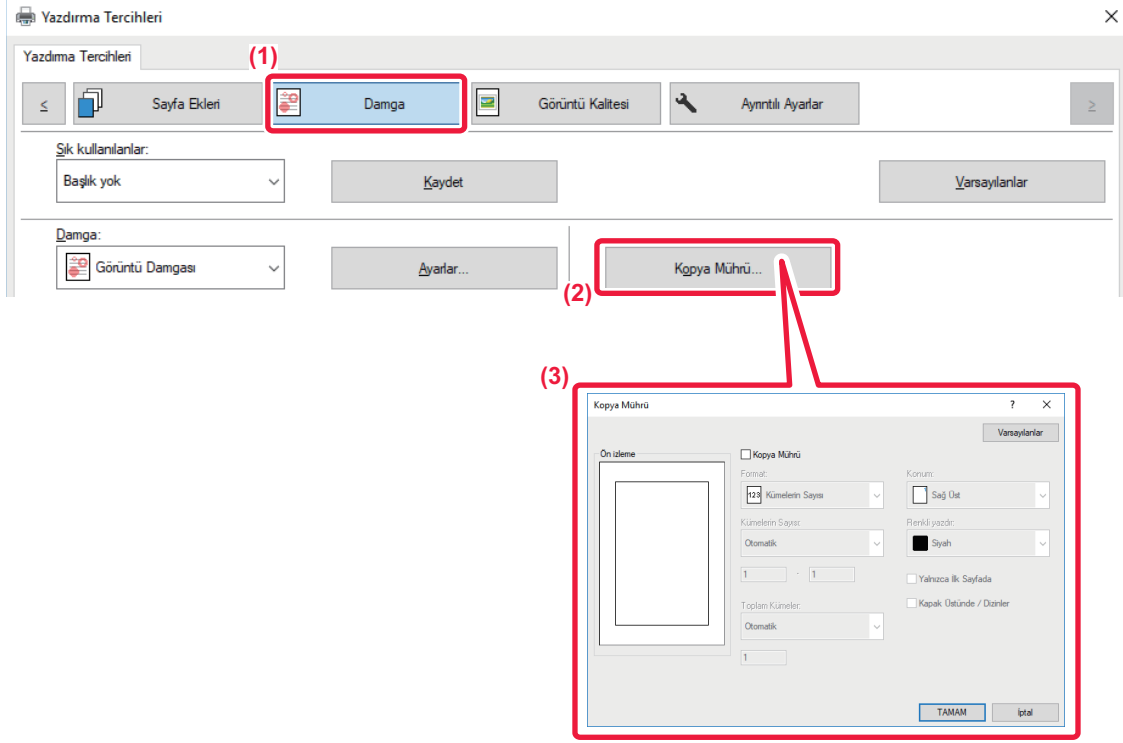 Yazdırma Tercihleri
Yazdırma Tercihleri
(1)
< Sayfa Ekleri Damga Görüntü Kalitesi Ayrıntılı Ayarlar >
Sık kullanılanlar:
Başlık yok Kaydet Varsayılanlar
Damga:
Görüntü Damgası Ayarlar... Kopya Mührü...
(2)
(3)
Kopya Mührü ?
Varsayılanlar
Ön izleme
Kopya Mührü
Format: Konum:
123 Kümelerin Sayısı Sağ Üst
Kümelerin Sayısı: Renkli yazdır:
Otomatik Siyah
1 - 1 Yalnızca İlk Sayfada
Toplam Kümeler: Kapak Üstünde / Dizinler
Otomatik
1
TAMAM İptal